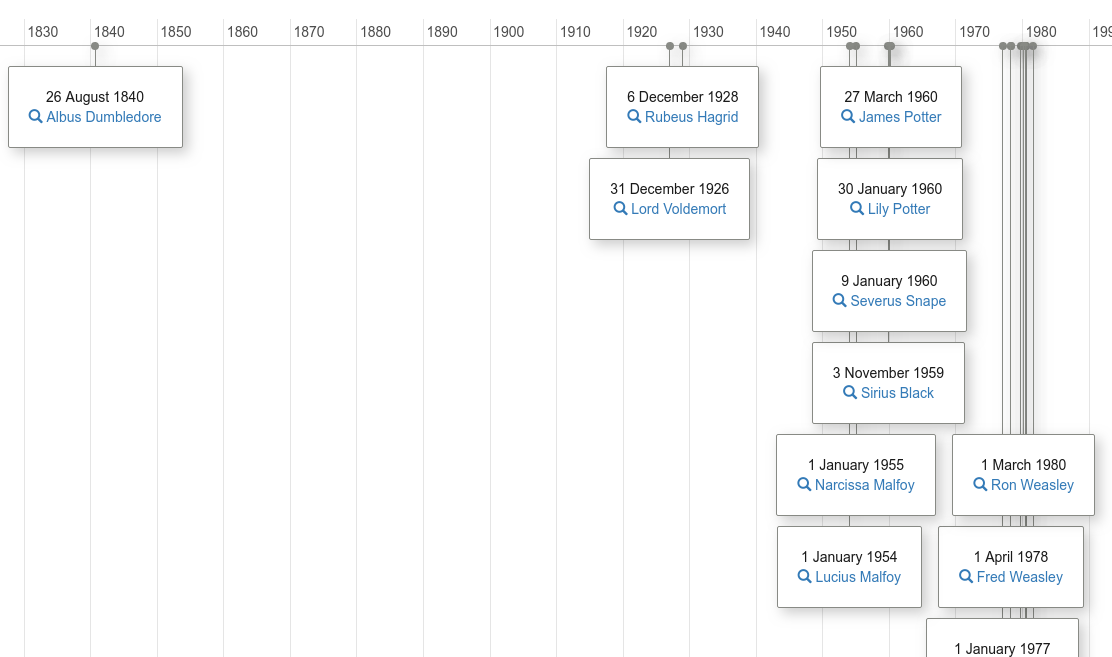 1830 1840 1850 1860 1870 1880 1890 1900 1910 1920 1930 1940 1950 1960 1970 1980 199
26 August 1840
Albus Dumbledore
6 December 1928
Rubeus Hagrid
27 March 1960
James Potter
31 December 1926
Lord Voldemort
30 January 1960
Lily Potter
9 January 1960
Severus Snape
3 November 1959
Sirius Black
1 January 1955
Narcissa Malfoy
1 March 1980
Ron Weasley
1 January 1954
Lucius Malfoy
1 April 1978
Fred Weasley
1 January 1977